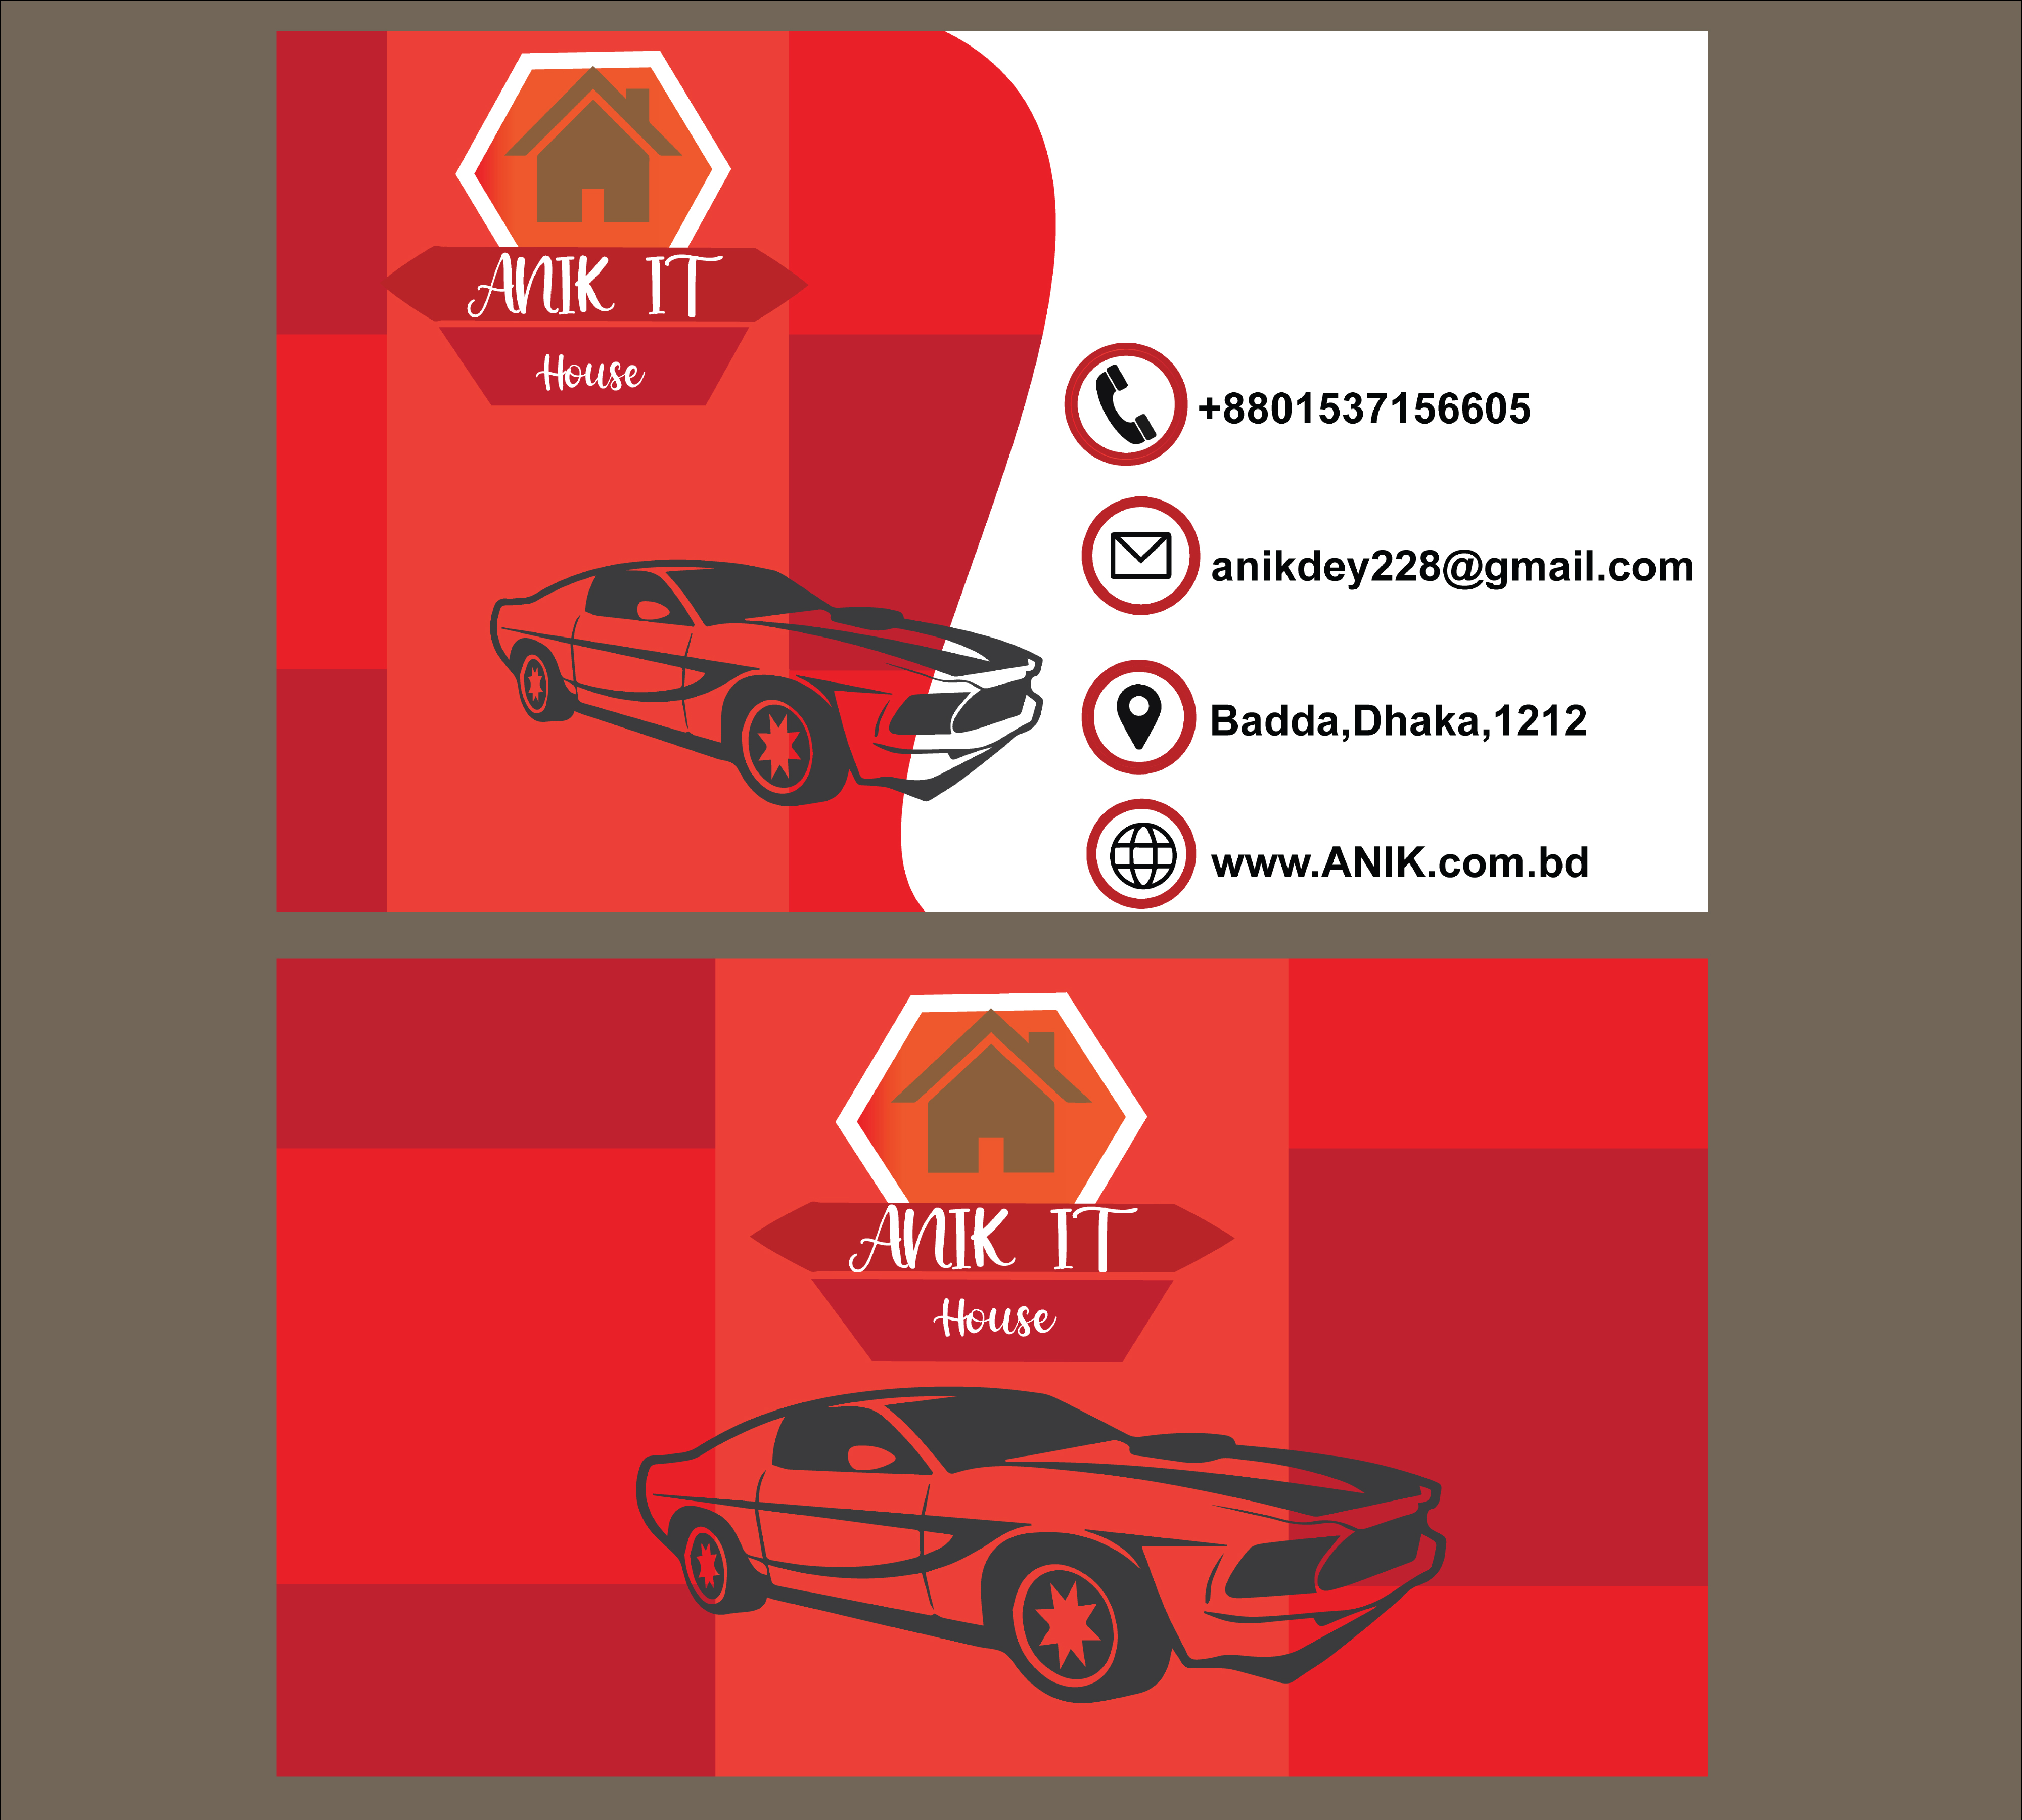 ANIK IT
House
+8801537156605
anikdey228@gmail.com
Badda,Dhaka,1212
www.ANIK.com.bd
ANIK IT
House